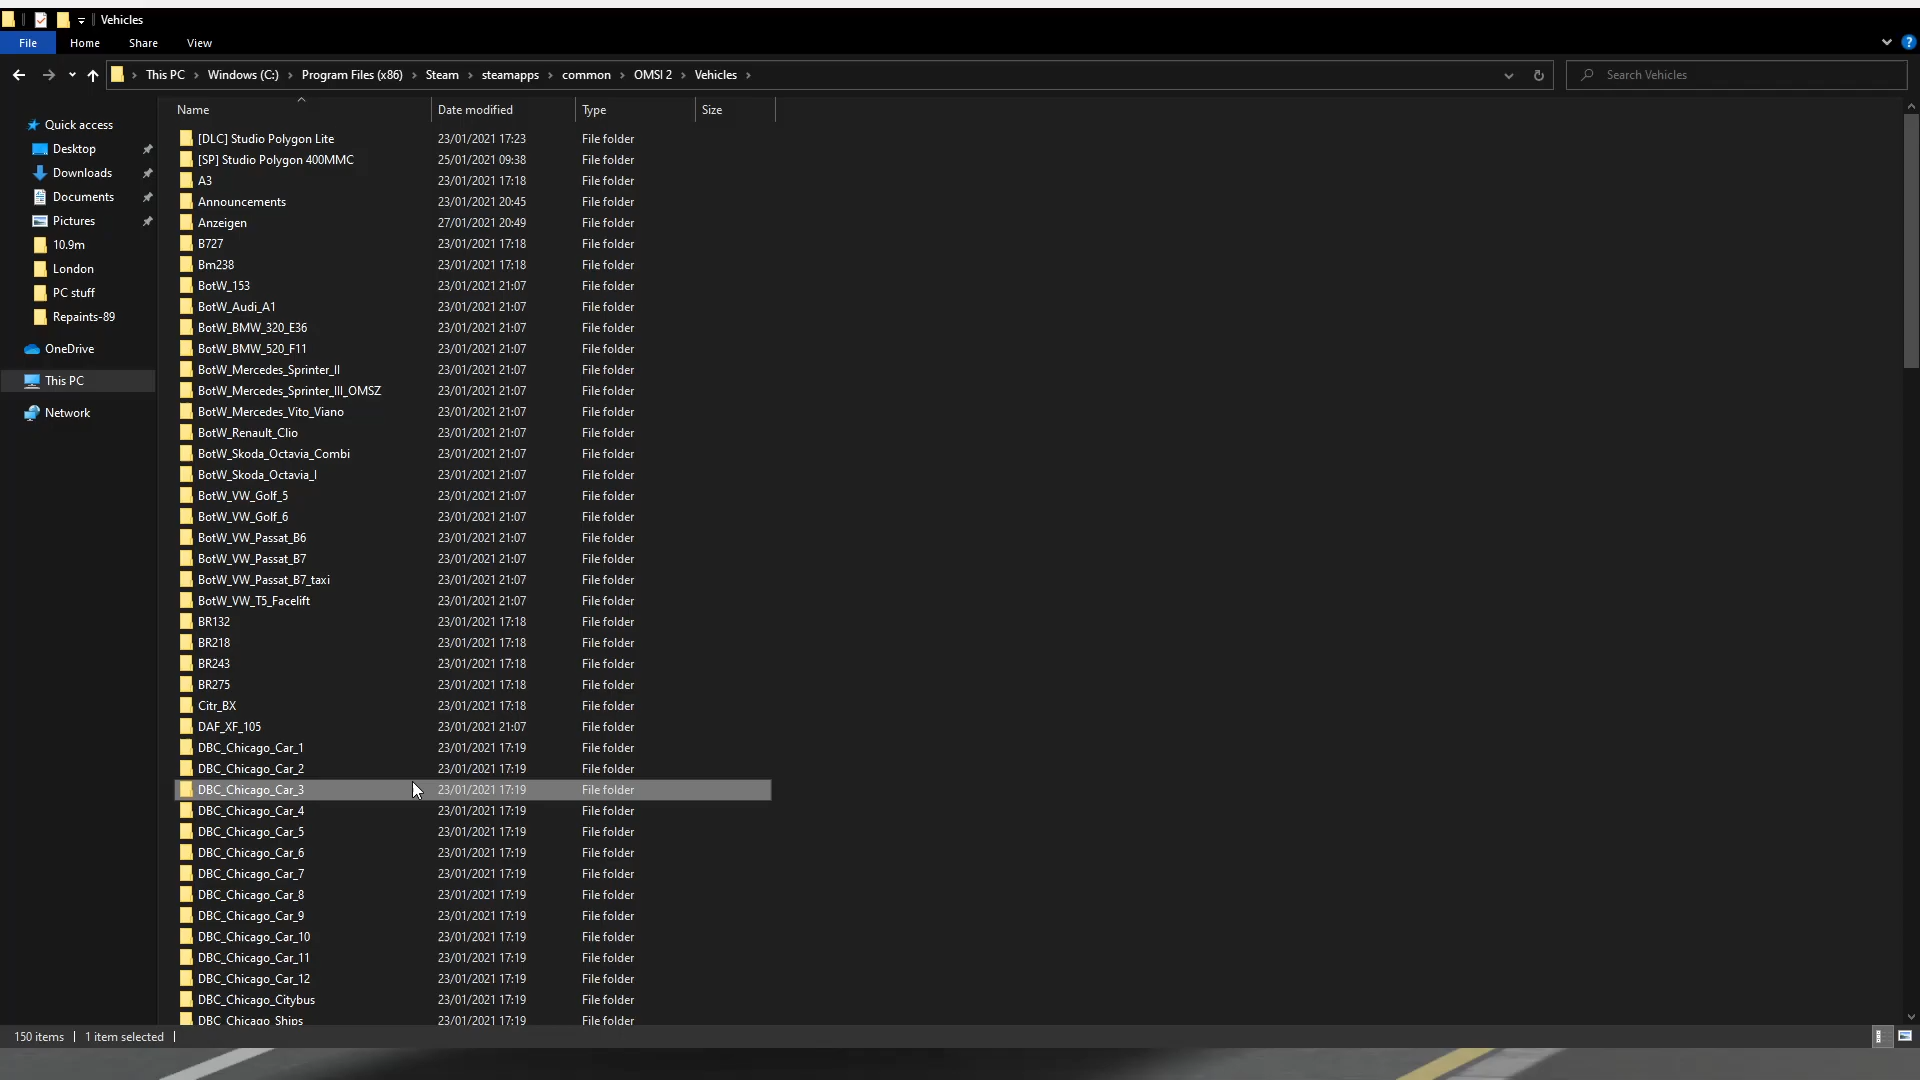 Vehicles
File Home Share View
This PC Windows (C:) Program Files (x86) Steam steamapps common OMSI 2 Vehicles Search Vehicles
Name Date modified Type Size
Quick access
Desktop
Downloads
Documents
Pictures
10.9m
London
PC stuff
Repaints-89
OneDrive
This PC
Network
[DLC] Studio Polygon Lite 23/01/2021 17:23 File folder
[SP] Studio Polygon 400MMC 25/01/2021 09:38 File folder
A3 23/01/2021 17:18 File folder
Announcements 23/01/2021 20:45 File folder
Anzeigen 27/01/2021 20:49 File folder
B727 23/01/2021 17:18 File folder
Bm238 23/01/2021 17:18 File folder
BotW_153 23/01/2021 21:07 File folder
BotW_Audi_A1 23/01/2021 21:07 File folder
BotW_BMW_320_E36 23/01/2021 21:07 File folder
BotW_BMW_520_F11 23/01/2021 21:07 File folder
BotW_Mercedes_Sprinter_II 23/01/2021 21:07 File folder
BotW_Mercedes_Sprinter_III_OMSZ 23/01/2021 21:07 File folder
BotW_Mercedes_Vito_Viano 23/01/2021 21:07 File folder
BotW_Renault_Clio 23/01/2021 21:07 File folder
BotW_Skoda_Octavia_Combi 23/01/2021 21:07 File folder
BotW_Skoda_Octavia_I 23/01/2021 21:07 File folder
BotW_VW_Golf_5 23/01/2021 21:07 File folder
BotW_VW_Golf_6 23/01/2021 21:07 File folder
BotW_VW_Passat_B6 23/01/2021 21:07 File folder
BotW_VW_Passat_B7 23/01/2021 21:07 File folder
BotW_VW_Passat_B7_taxi 23/01/2021 21:07 File folder
BotW_VW_T5_Facelift 23/01/2021 21:07 File folder
BR132 23/01/2021 17:18 File folder
BR218 23/01/2021 17:18 File folder
BR243 23/01/2021 17:18 File folder
BR275 23/01/2021 17:18 File folder
Citr_BX 23/01/2021 17:18 File folder
DAF_XF_105 23/01/2021 21:07 File folder
DBC_Chicago_Car_1 23/01/2021 17:19 File folder
DBC_Chicago_Car_2 23/01/2021 17:19 File folder
DBC_Chicago_Car_3 23/01/2021 17:19 File folder
DBC_Chicago_Car_4 23/01/2021 17:19 File folder
DBC_Chicago_Car_5 23/01/2021 17:19 File folder
DBC_Chicago_Car_6 23/01/2021 17:19 File folder
DBC_Chicago_Car_7 23/01/2021 17:19 File folder
DBC_Chicago_Car_8 23/01/2021 17:19 File folder
DBC_Chicago_Car_9 23/01/2021 17:19 File folder
DBC_Chicago_Car_10 23/01/2021 17:19 File folder
DBC_Chicago_Car_11 23/01/2021 17:19 File folder
DBC_Chicago_Car_12 23/01/2021 17:19 File folder
DBC_Chicago_Citybus 23/01/2021 17:19 File folder
DBC_Chicago_Ships 23/01/2021 17:19 File folder
150 items 1 item selected